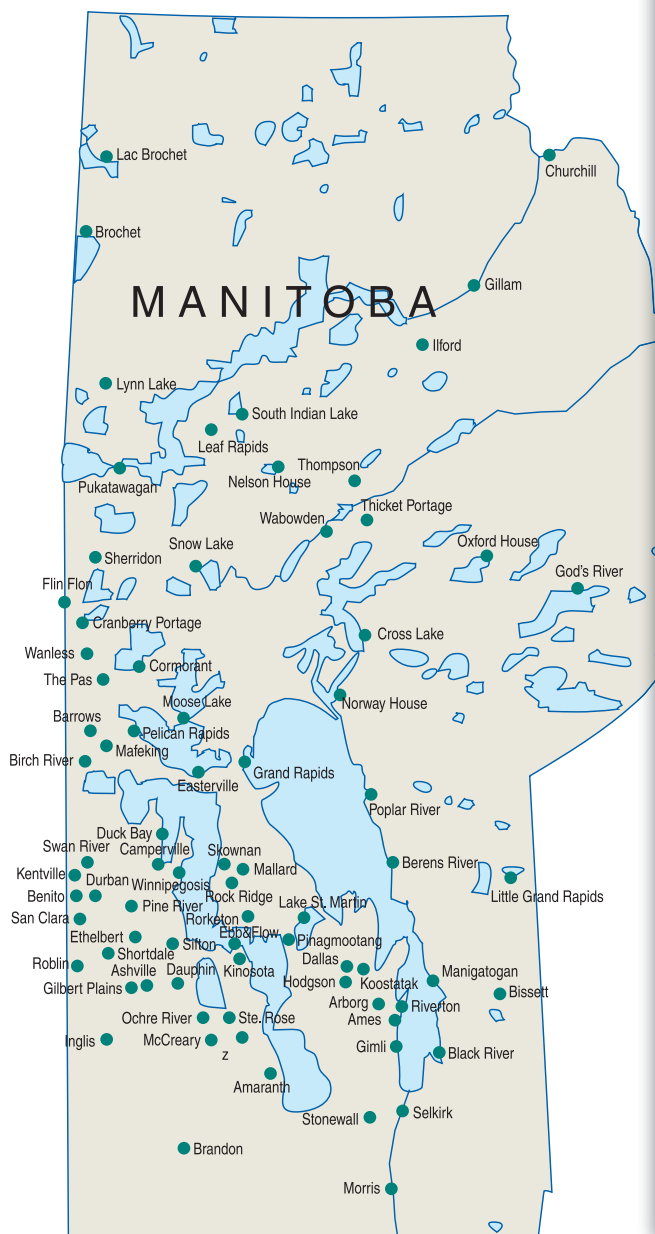 Lac Brochet
Churchill
Brochet
Gillam
MANITOBA
Ilford
Lynn Lake
South Indian Lake
Leaf Rapids
Thompson
Nelson House
Pukatawagan
Thicket Portage
Wabowden
Snow Lake
Oxford House
Sherridon
God's River
Flin Flon
Cranberry Portage
Cross Lake
Wanless
Cormorant
The Pas
Moose Lake
Norway House
Barrows
Pelican Rapids
Mafeking
Birch River
Grand Rapids
Easterville
Poplar River
Duck Bay
Swan River
Camperville
Skownan
Berens River
Mallard
Kentville
Durban
Winnipegosis
Benito
Rock Ridge
Little Grand Rapids
Lake St. Martin
Pine River
San Clara
Rorketon
Ebb&Flow
Ethelbert
Sifton
Pinagmootang
Shortdale
Dallas
Roblin
Ashville
Dauphin
Kinosota
Manigatogan
Gilbert Plains
Hodgson
Koostatak
Bissett
Arborg
Riverton
Ochre River
Ste. Rose
Ames
Inglis
McCreary
Gimli
Black River
z
Amaranth
Stonewall
Selkirk
Brandon
Morris